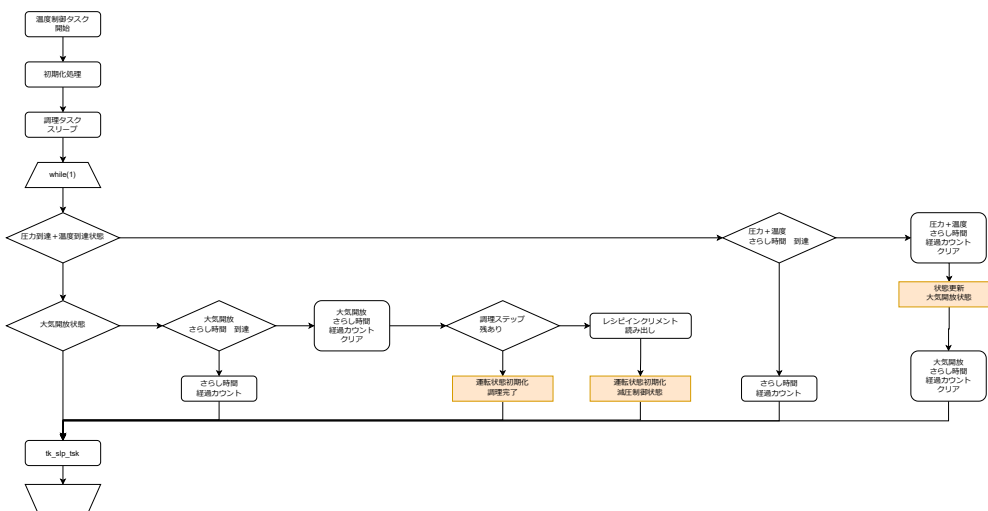 温度制御タスク
開始
初期化処理
調理タスク
スリープ
while(1)
圧力到達＋温度到達状態
圧力＋温度
さらし時間　到達
圧力＋温度
さらし時間
経過カウント
クリア
状態更新
大気開放状態
大気開放状態
大気開放
さらし時間　到達
大気開放
さらし時間
経過カウント
クリア
調理ステップ
残あり
レシピインクリメント
読み出し
大気開放
さらし時間
経過カウント
クリア
さらし時間
経過カウント
運転状態初期化
調理完了
運転状態初期化
減圧制御状態
さらし時間
経過カウント
tk_slp_tsk